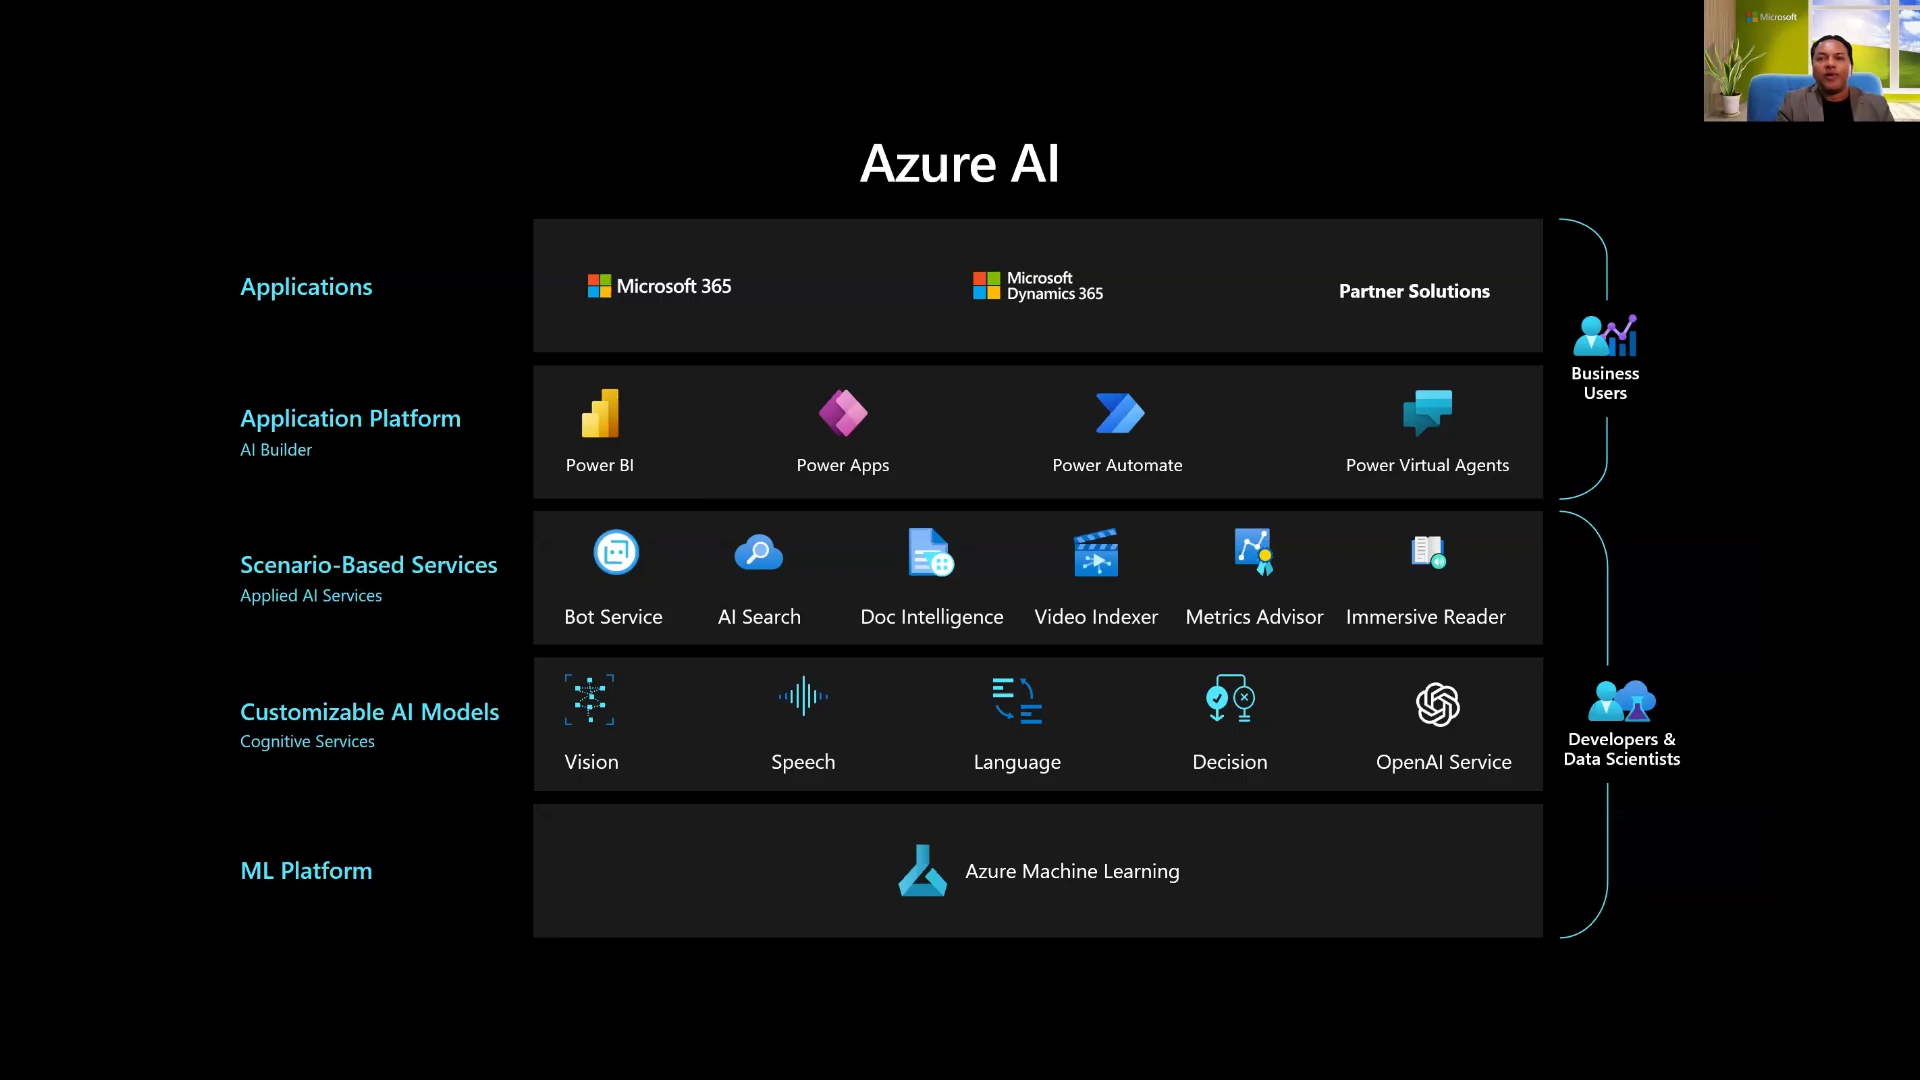 Microsoft
Azure AI
Applications
Microsoft 365
Microsoft
Dynamics 365
Partner Solutions
Business
Users
Application Platform
AI Builder
Power BI
Power Apps
Power Automate
Power Virtual Agents
Scenario-Based Services
Applied AI Services
Bot Service
AI Search
Doc Intelligence
Video Indexer
Metrics Advisor
Immersive Reader
Customizable AI Models
Cognitive Services
Vision
Speech
Language
Decision
OpenAI Service
Developers &
Data Scientists
ML Platform
Azure Machine Learning